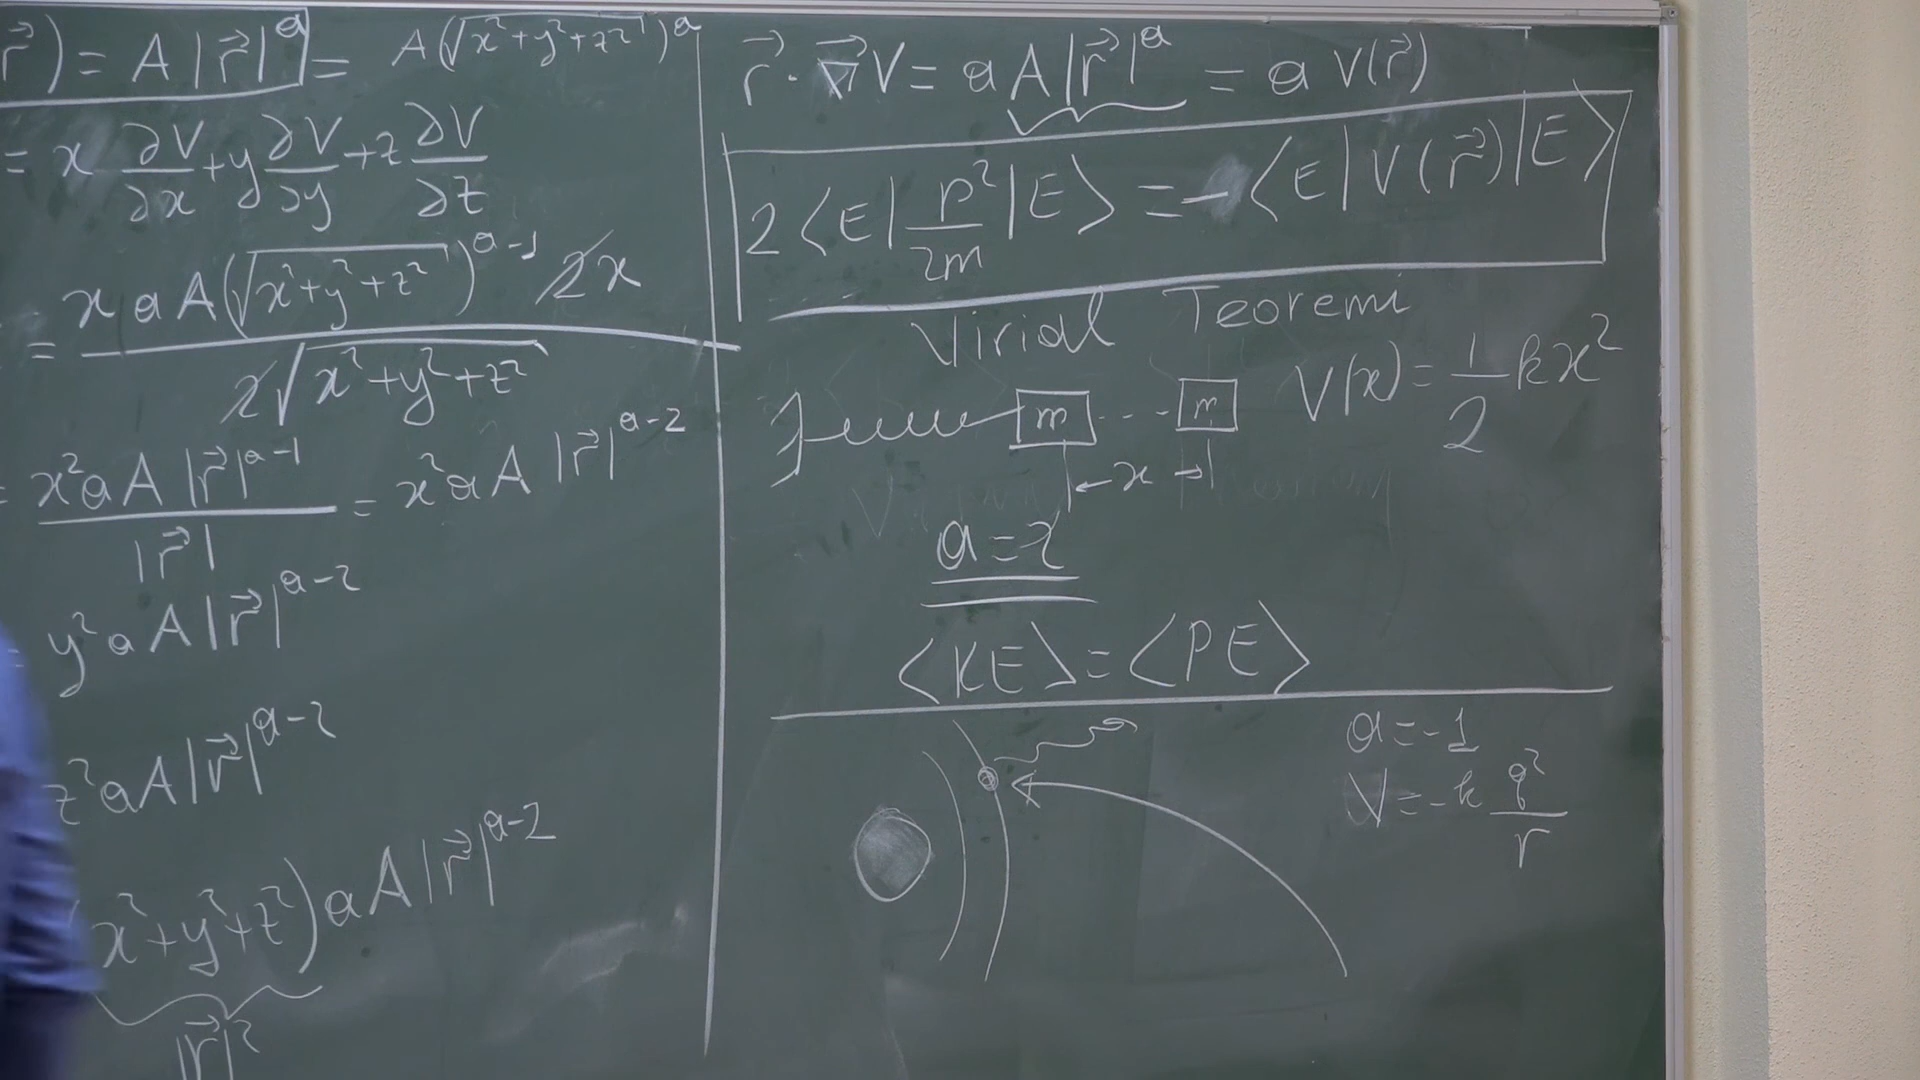 r⃗) = A|r⃗|^a = A(√x²+y²+z²)^a
= x ∂V/∂x + y ∂V/∂y + z ∂V/∂z
= x a A(√x²+y²+z²)^a-1 2x / 2√x²+y²+z²
= x² a A|r⃗|^a-1 / |r⃗| = x² a A |r⃗|^a-2
= y² a A|r⃗|^a-2
z² a A|r⃗|^a-2
(x²+y²+z²) a A|r⃗|^a-2
|r⃗|²
r⃗ · ∇⃗V = a A|r⃗|^a = a V(r⃗)
2⟨E| p²/2m |E⟩ = -⟨E|V(r⃗)|E⟩
Virial Teoremi
m --- m V(x) = 1/2 kx²
←x→
a=2
⟨KE⟩=⟨PE⟩
a=-1
V=-k q²/r